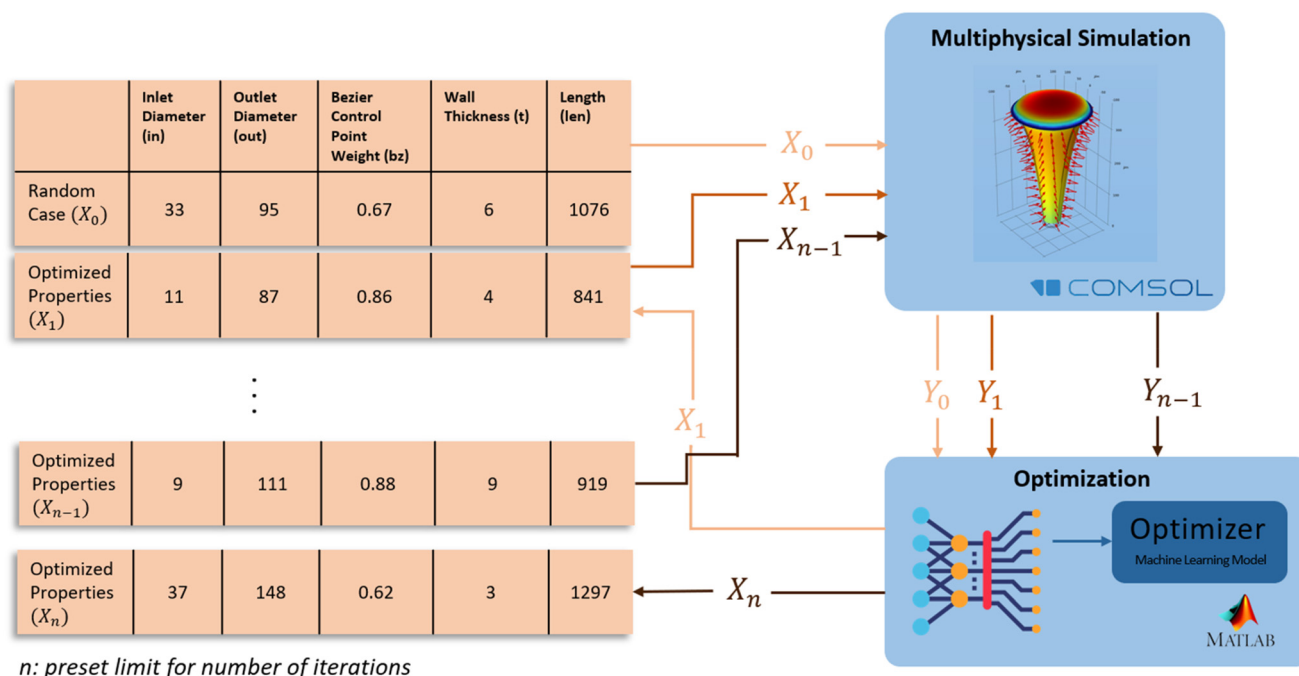 Multiphysical Simulation
Inlet
Diameter
(in)
Outlet
Diameter
(out)
Bezier
Control
Point
Weight (bz)
Wall
Thickness (t)
Length
(len)
Random
Case (X₀)
33
95
0.67
6
1076
Optimized
Properties
(X₁)
11
87
0.86
4
841
⋮
Optimized
Properties
(Xₙ₋₁)
9
111
0.88
9
919
Optimized
Properties
(Xₙ)
37
148
0.62
3
1297
n: preset limit for number of iterations
X₀
X₁
Xₙ₋₁
X₁
Xₙ
COMSOL
Y₀
Y₁
Yₙ₋₁
Optimization
Optimizer
Machine Learning Model
MATLAB